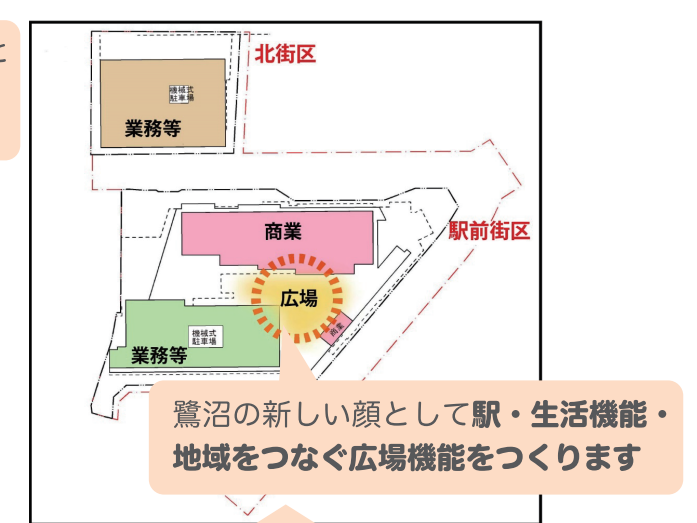 と
北街区
機械式
駐車場
業務等
商業
駅前街区
広場
商業
機械式
駐車場
業務等
鷺沼の新しい顔として駅・生活機能・
地域をつなぐ広場機能をつくります